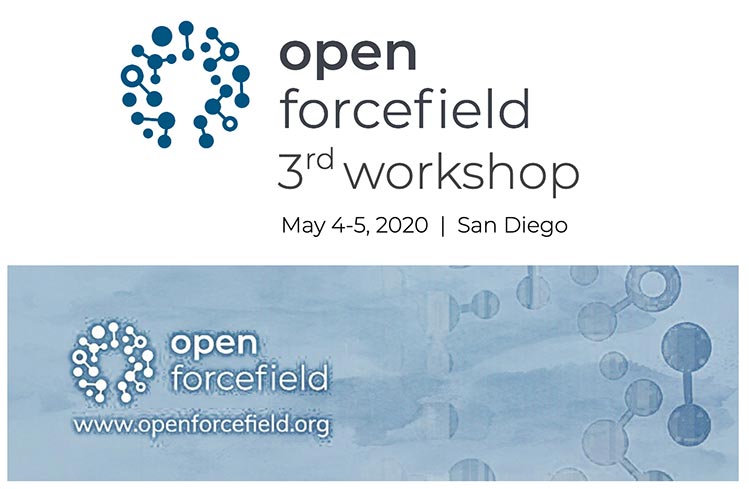 open
forcefield
3rd workshop
May 4-5, 2020 | San Diego
open
forcefield
www.openforcefield.org